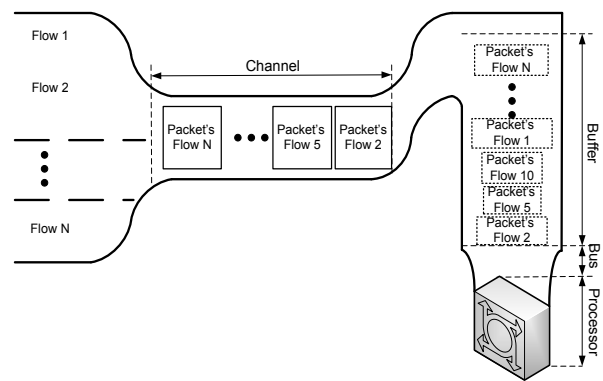 Flow 1
Flow 2
Flow N
Channel
Packet's
Flow N
Packet's
Flow 5
Packet's
Flow 2
Packet's
Flow N
Packet's
Flow 1
Packet's
Flow 10
Packet's
Flow 5
Packet's
Flow 2
Buffer
Bus
Processor